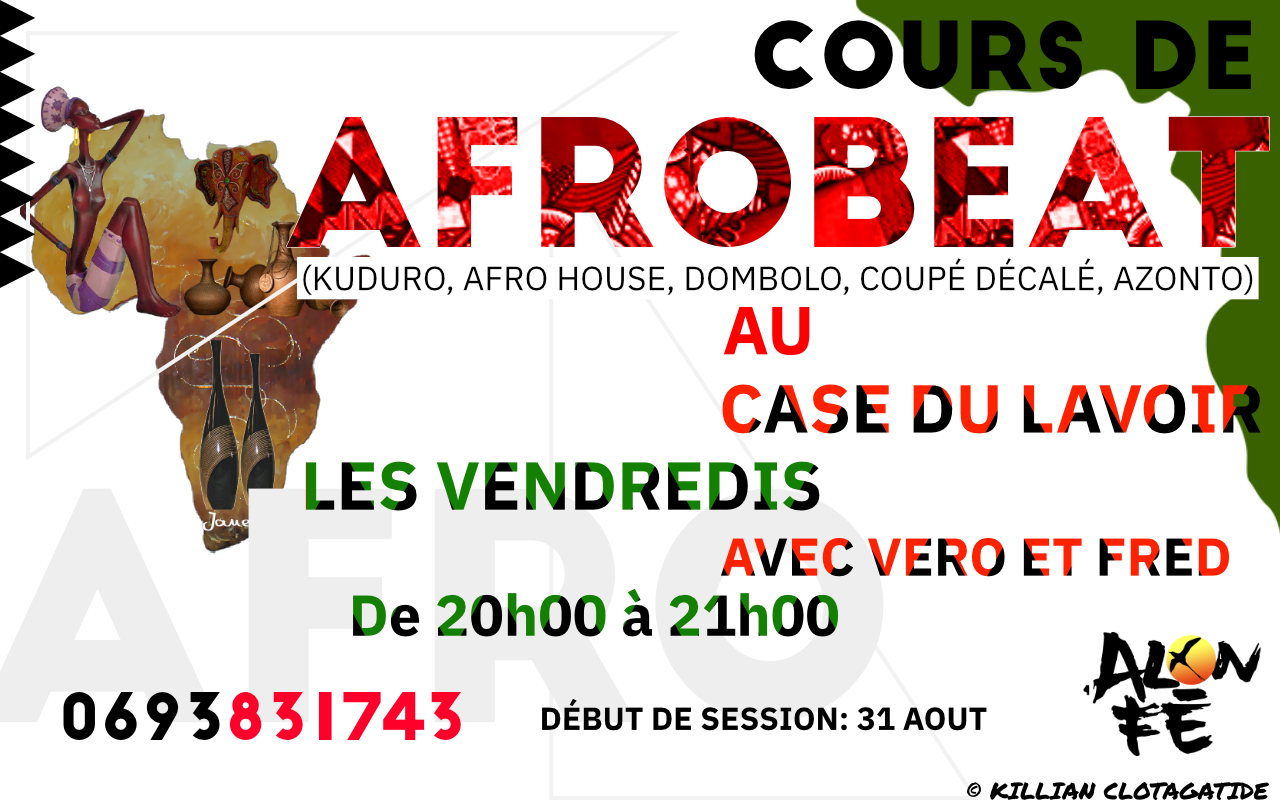 COURS DE
AFROBEAT
(KUDURO, AFRO HOUSE, DOMBOLO, COUPÉ DÉCALÉ, AZONTO)
AU
CASE DU LAVOIR
LES VENDREDIS
AVEC VERO ET FRED
De 20h00 à 21h00
AFRO
0693831743
DÉBUT DE SESSION: 31 AOUT
ALON
FÉ
© KILLIAN CLOTAGATIDE